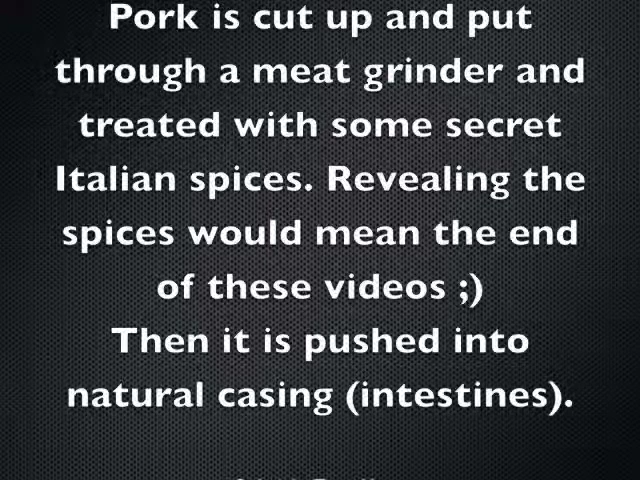 Pork is cut up and put
through a meat grinder and
treated with some secret
Italian spices. Revealing the
spices would mean the end
of these videos ;)
Then it is pushed into
natural casing (intestines).